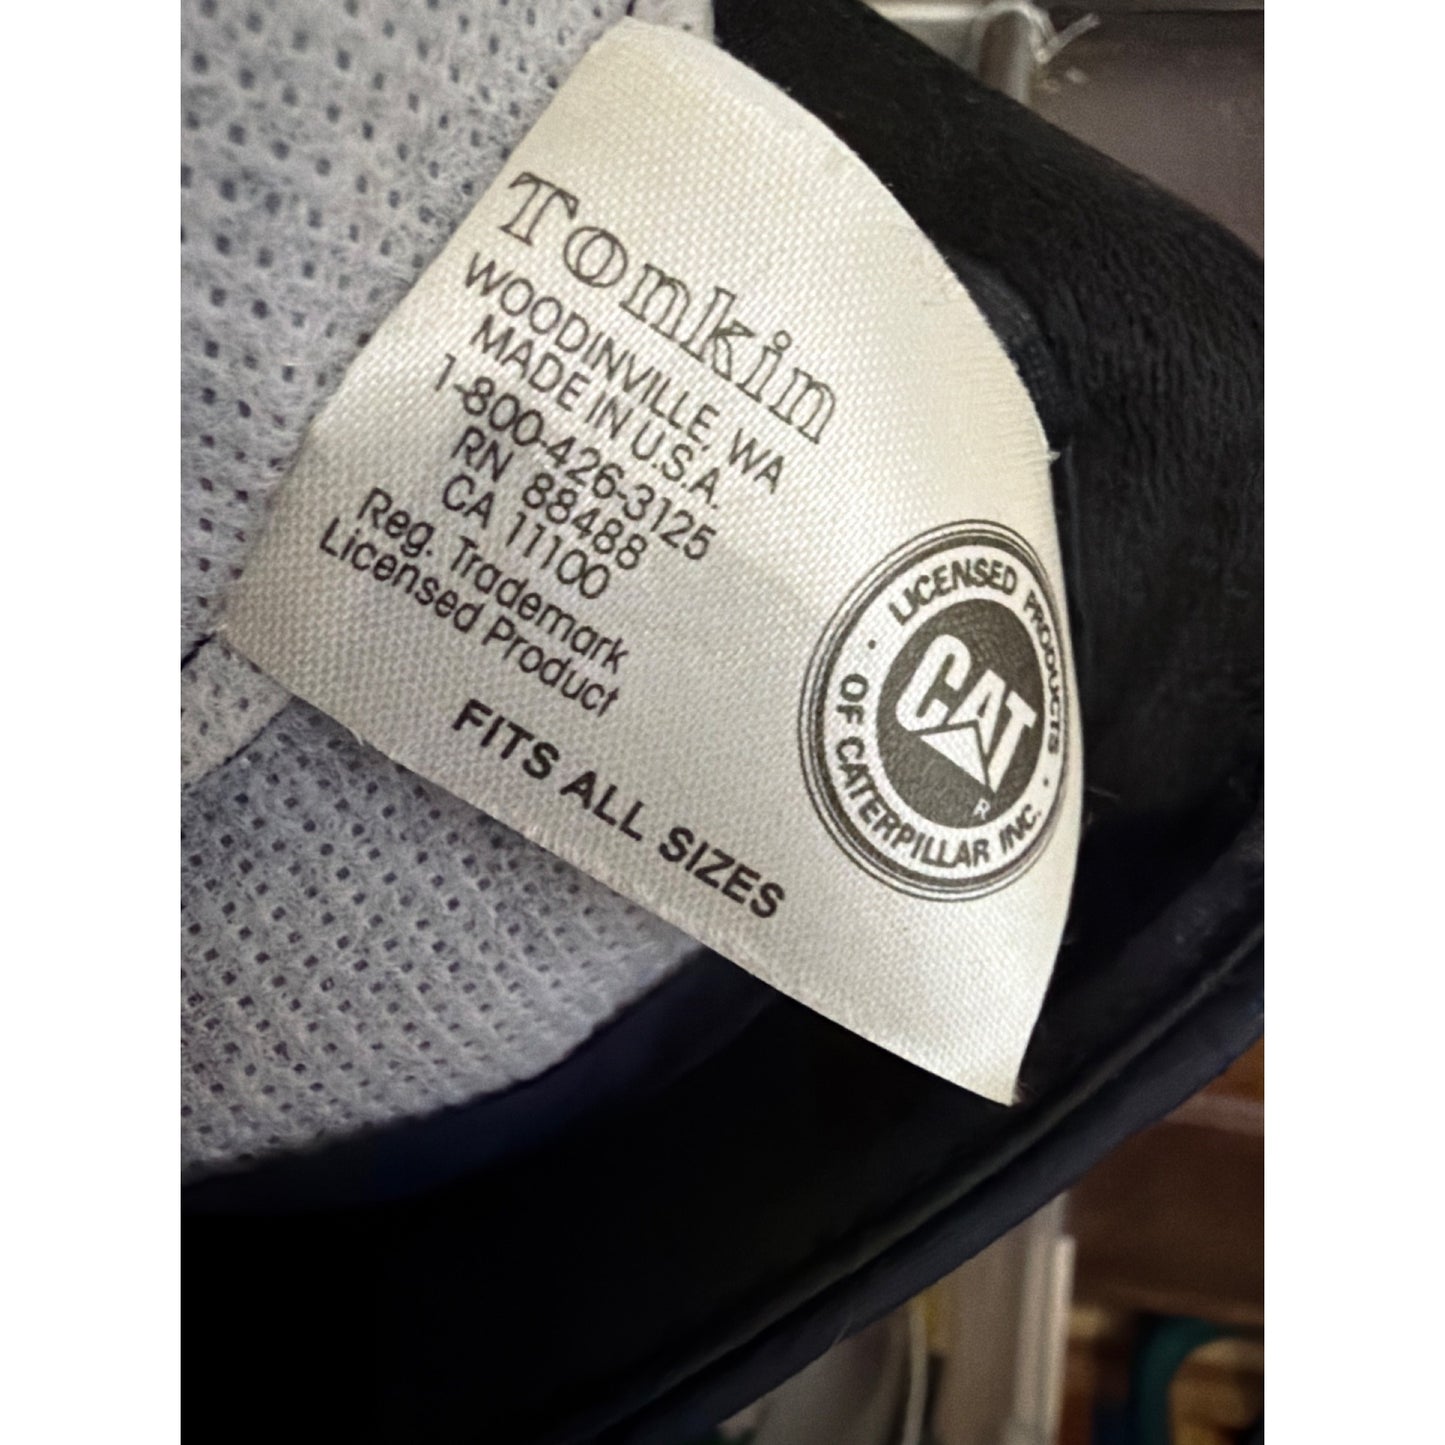 Tonkin
WOODINVILLE, WA
MADE IN U.S.A.
1-800-426-3125
RN 88488
CA 11100
Reg. Trademark
Licensed Product
FITS ALL SIZES
· LICENSED PRODUCTS ·
OF CATERPILLAR INC.
CAT
®